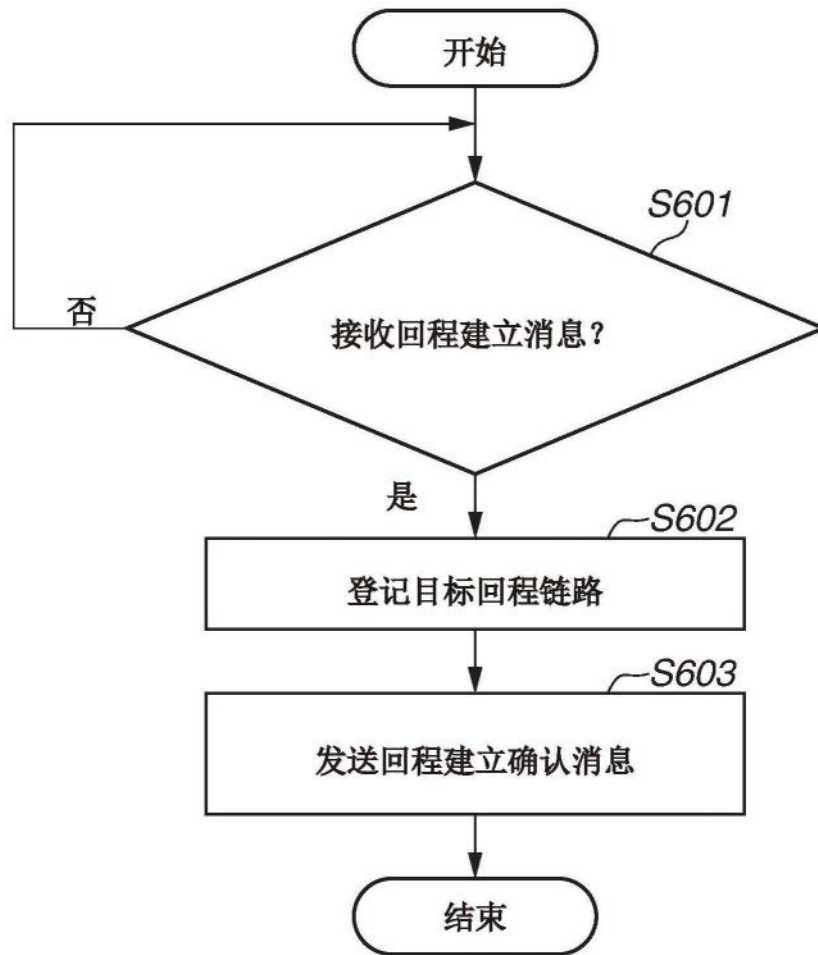 开始
S601
接收回程建立消息?
否
是
S602
登记目标回程链路
S603
发送回程建立确认消息
结束